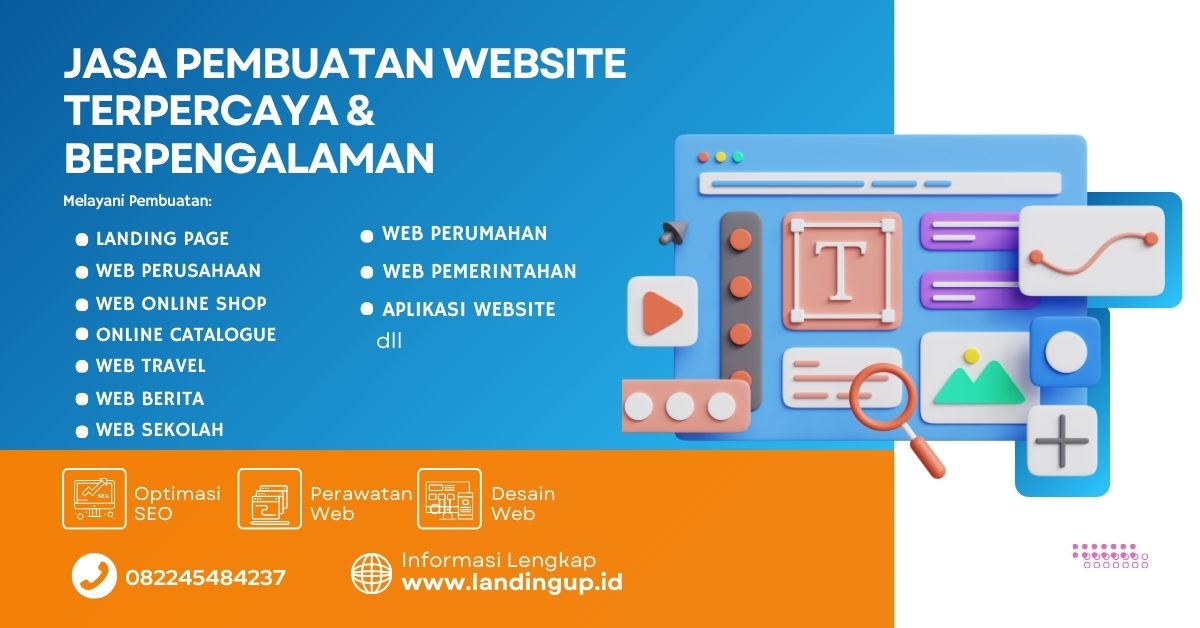 JASA PEMBUATAN WEBSITE
TERPERCAYA &
BERPENGALAMAN
Melayani Pembuatan:
LANDING PAGE
WEB PERUSAHAAN
WEB ONLINE SHOP
ONLINE CATALOGUE
WEB TRAVEL
WEB BERITA
WEB SEKOLAH
WEB PERUMAHAN
WEB PEMERINTAHAN
APLIKASI WEBSITE
dll
T
SEO
Optimasi
SEO
Perawatan
Web
dll
Desain
Web
082245484237
Informasi Lengkap
www.landingup.id